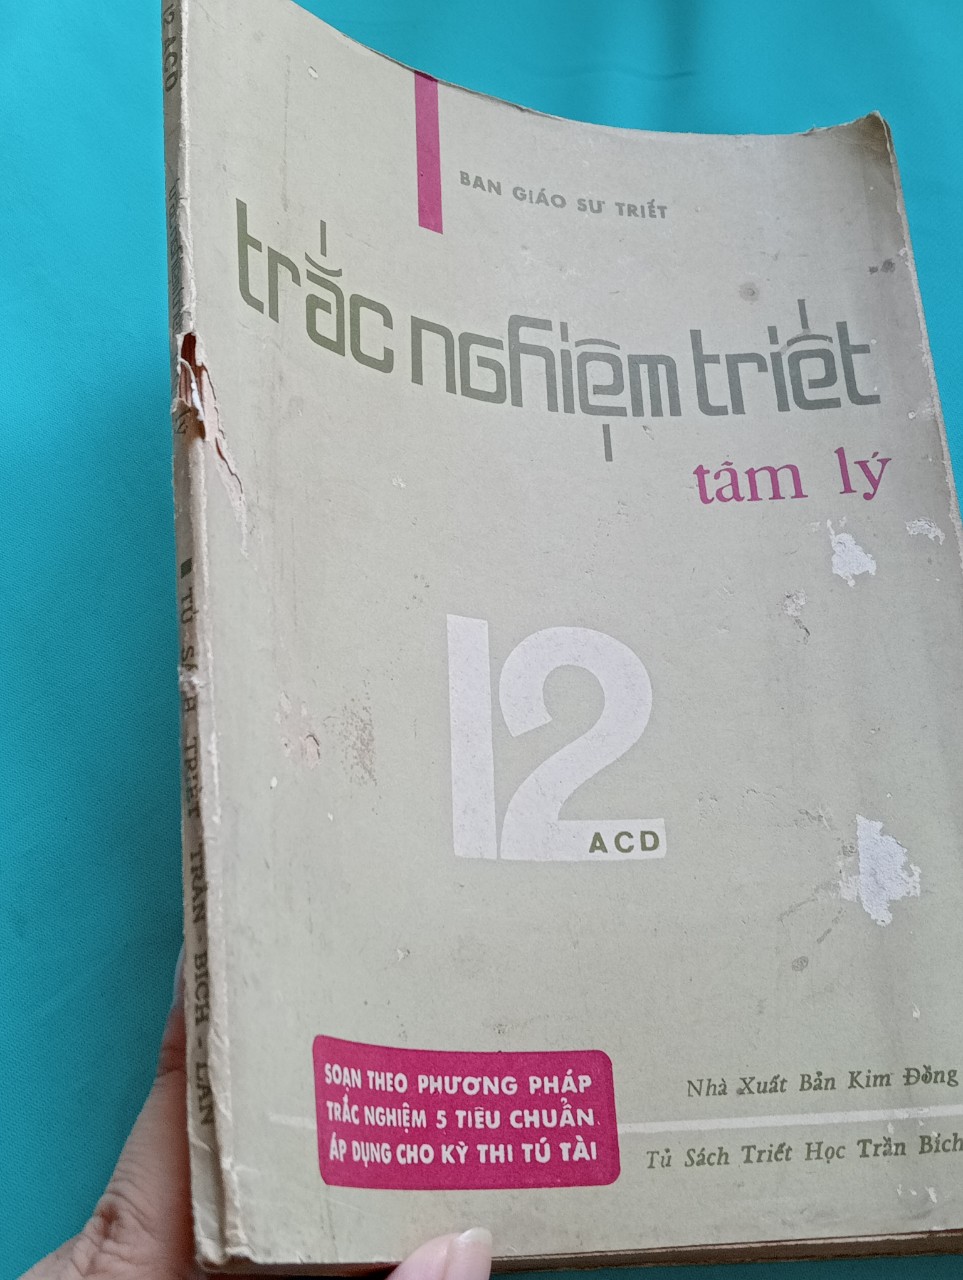 BAN GIÁO SƯ TRIẾT
trắc nghiệm triết
tâm lý
12
ACD
SOẠN THEO PHƯƠNG PHÁP
TRẮC NGHIỆM 5 TIÊU CHUẨN
ÁP DỤNG CHO KỲ THI TÚ TÀI
Nhà Xuất Bản Kim Đồng
Tủ Sách Triết Học Trần Bích
12 ACD
■ TỦ SÁCH TRIẾT TRẦN - BÍCH - LAN